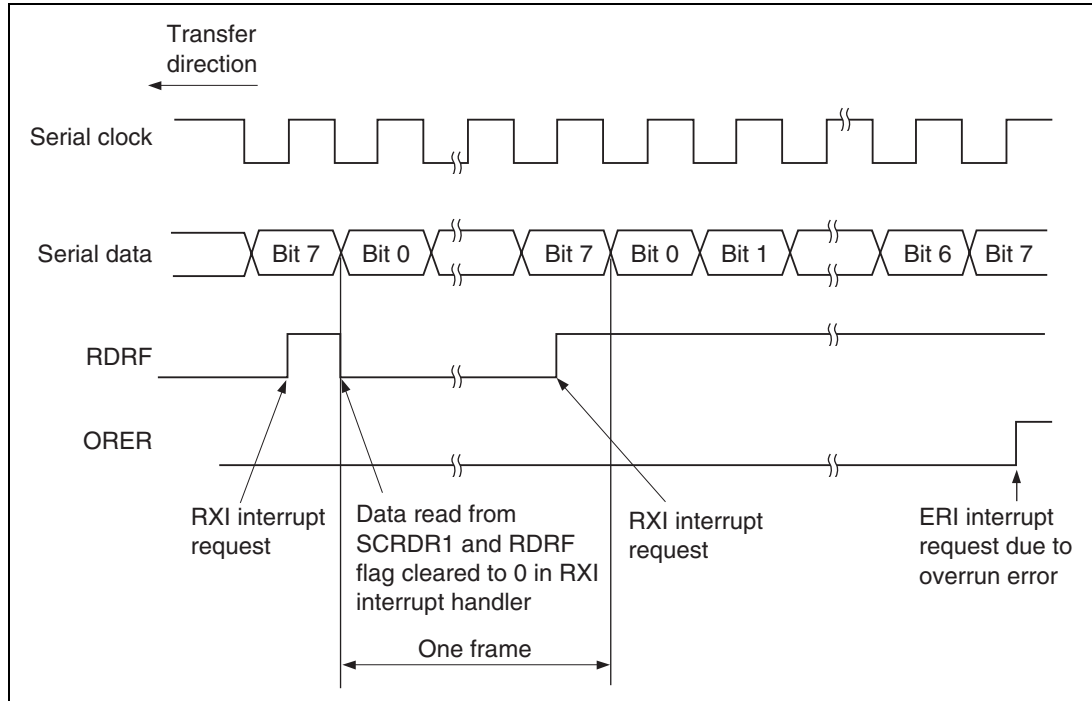 Transfer
direction
Serial clock
Serial data
Bit 7
Bit 0
Bit 7
Bit 0
Bit 1
Bit 6
Bit 7
RDRF
ORER
RXI interrupt
request
Data read from
SCRDR1 and RDRF
flag cleared to 0 in RXI
interrupt handler
RXI interrupt
request
ERI interrupt
request due to
overrun error
One frame